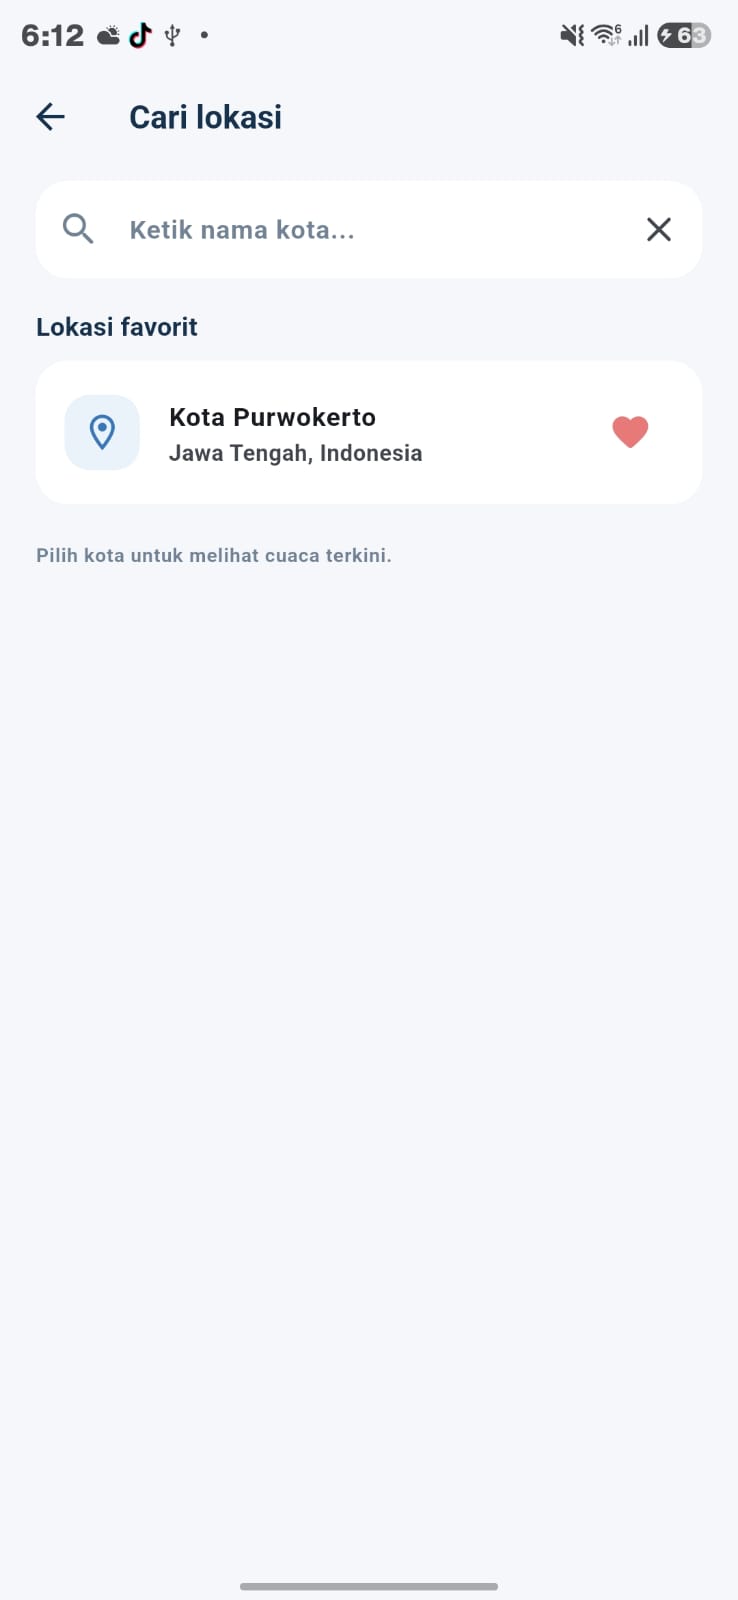 6:12
6
63
Cari lokasi
Ketik nama kota...
Lokasi favorit
Kota Purwokerto
Jawa Tengah, Indonesia
Pilih kota untuk melihat cuaca terkini.